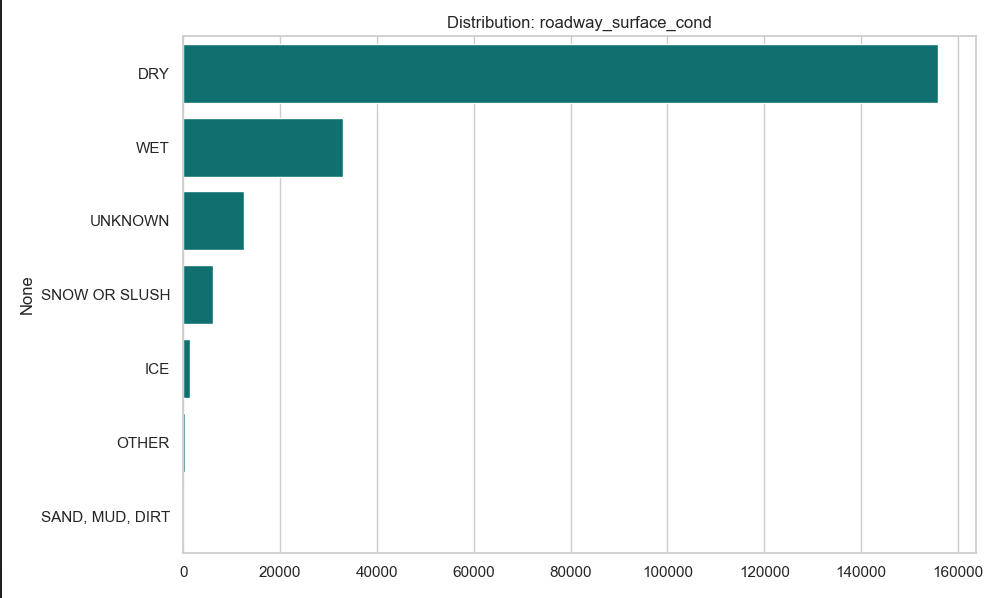 Distribution: roadway_surface_cond
None
DRY
WET
UNKNOWN
SNOW OR SLUSH
ICE
OTHER
SAND, MUD, DIRT
0 20000 40000 60000 80000 100000 120000 140000 160000